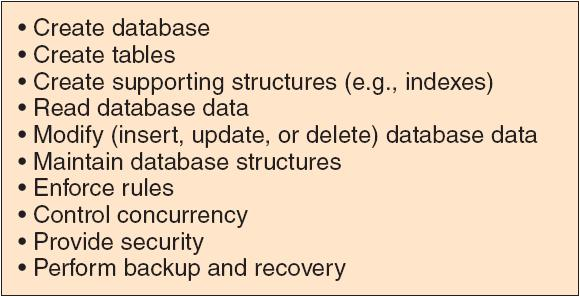 • Create database
• Create tables
• Create supporting structures (e.g., indexes)
• Read database data
• Modify (insert, update, or delete) database data
• Maintain database structures
• Enforce rules
• Control concurrency
• Provide security
• Perform backup and recovery